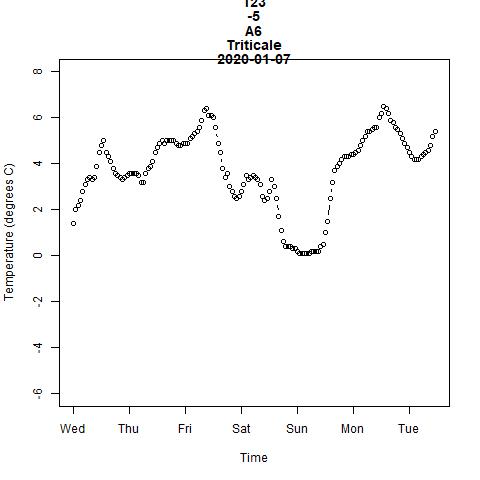 123
-5
A6
Triticale
2020-01-07
Temperature (degrees C)
8
6
4
2
0
-2
-4
-6
Wed Thu Fri Sat Sun Mon Tue
Time